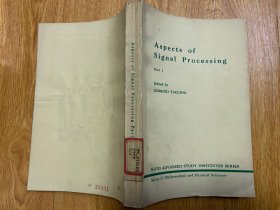 Aspects of
Signal Processing
Part 1
Edited by
GIORGIO TACCONI
NATO ADVANCED STUDY INSTITUTES SERIES
Series C: Mathematical and Physical Sciences
Aspects of Signal Processing Part